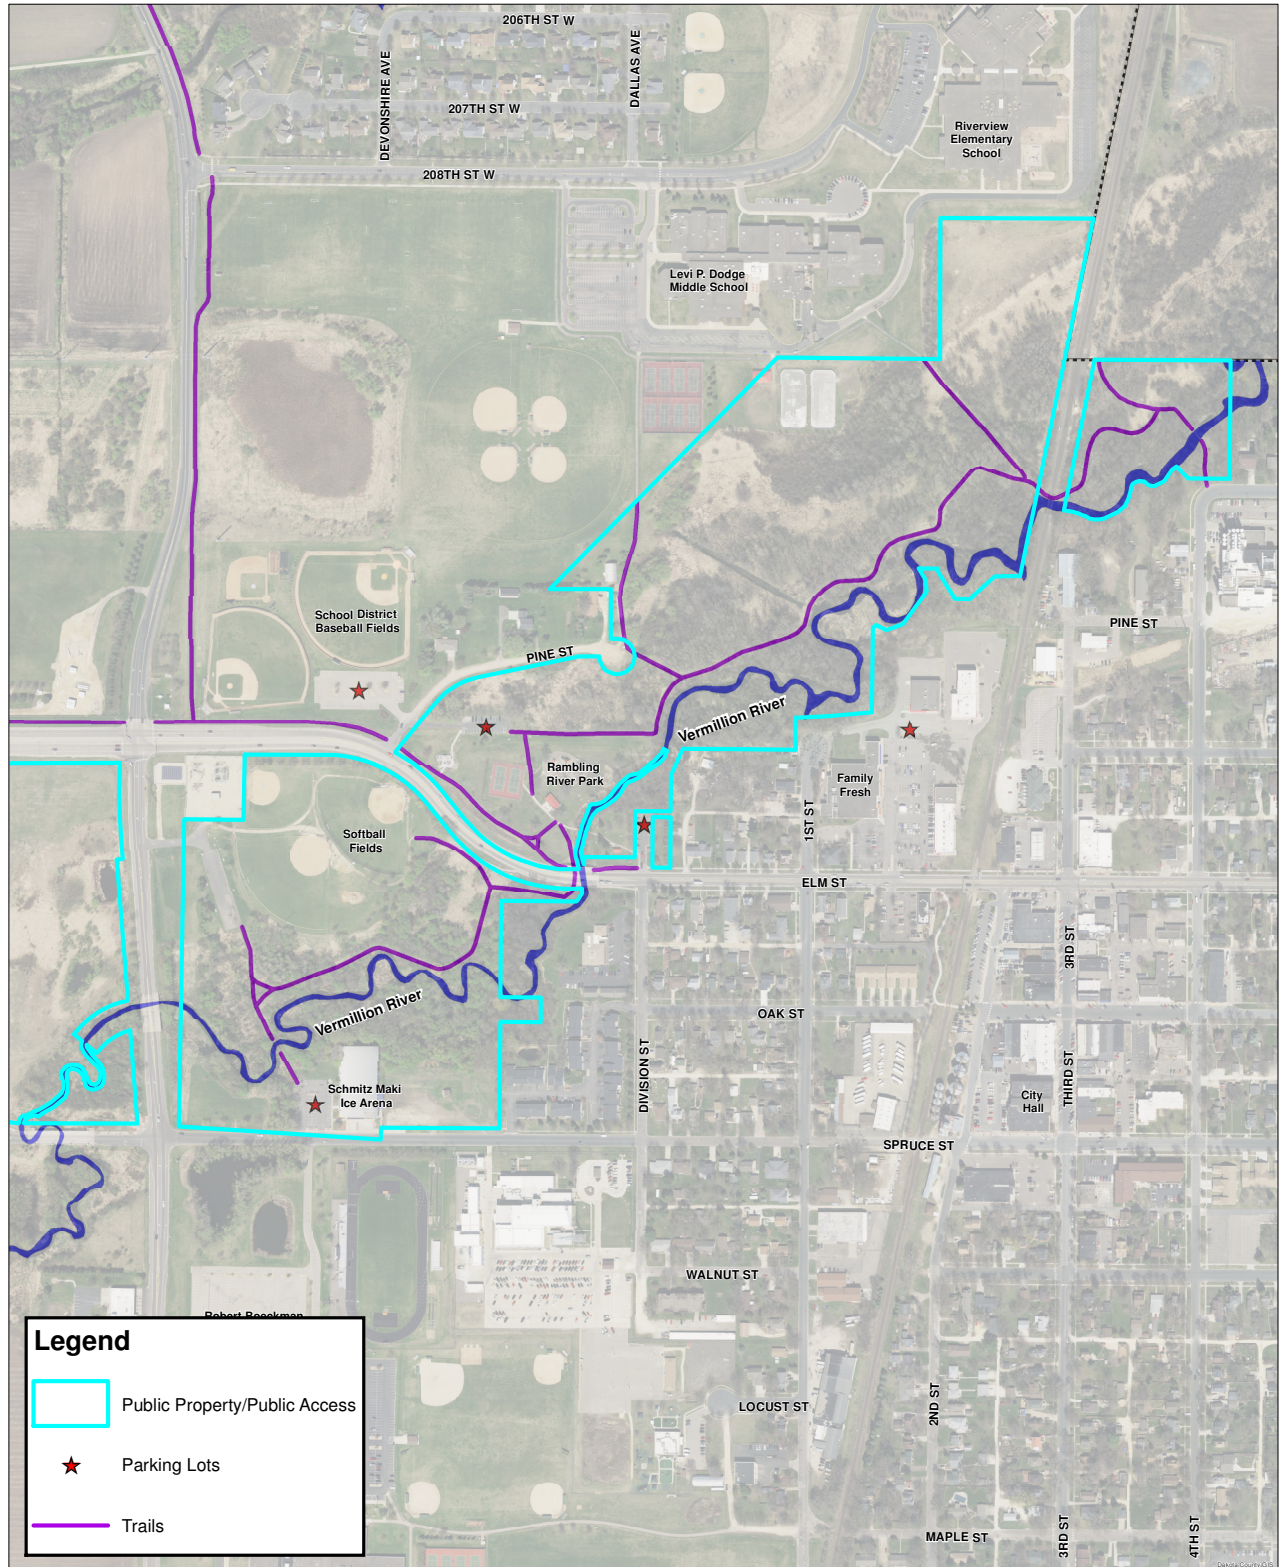 206TH ST W
DEVONSHIRE AVE
DALLAS AVE
207TH ST W
208TH ST W
Riverview
Elementary
School
Levi P. Dodge
Middle School
School District
Baseball Fields
PINE ST
PINE ST
Vermillion River
Rambling
River Park
Family
Fresh
1ST ST
Softball
Fields
ELM ST
3RD ST
Vermillion River
OAK ST
DIVISION ST
THIRD ST
Schmitz Maki
Ice Arena
City
Hall
SPRUCE ST
WALNUT ST
Robert Boeckman
LOCUST ST
2ND ST
MAPLE ST
3RD ST
4TH ST
Legend
Public Property/Public Access
Parking Lots
Trails